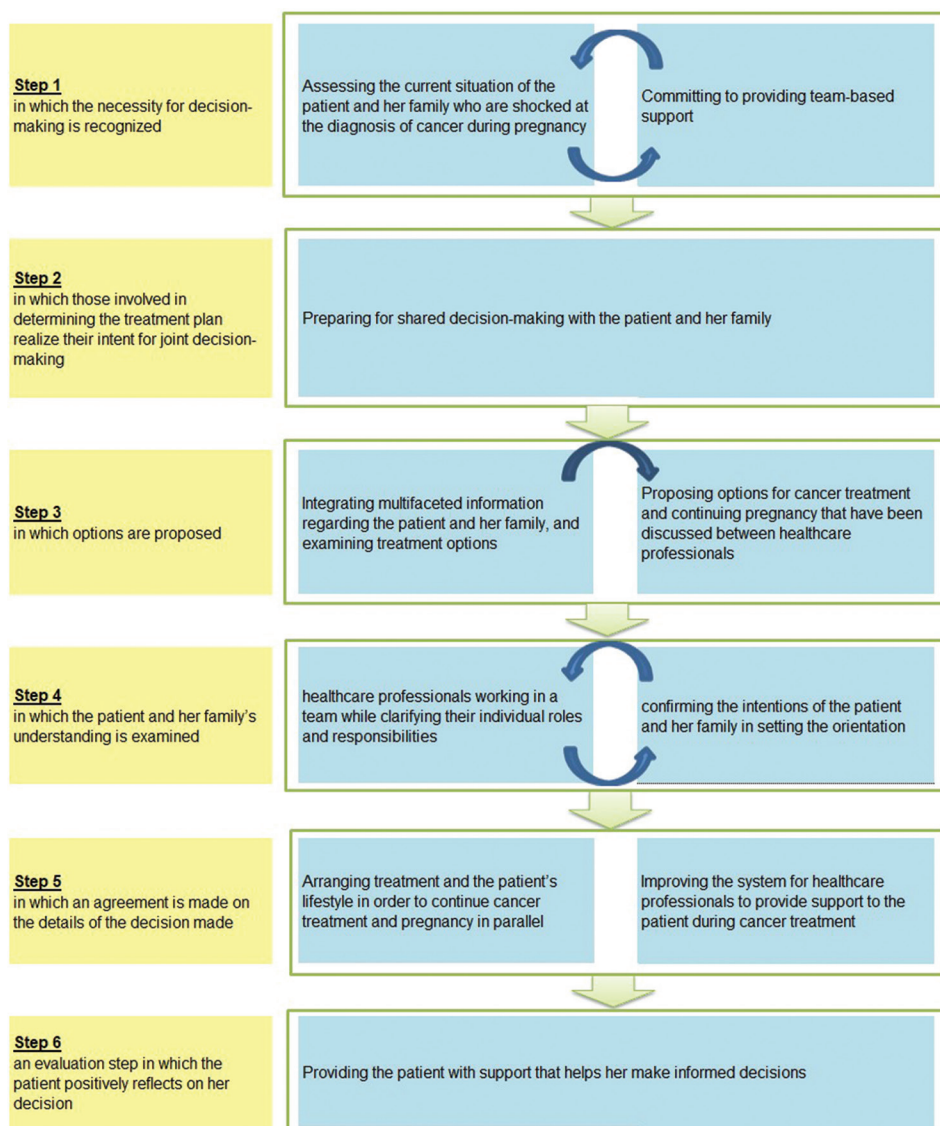 Step 1
in which the necessity for decision-
making is recognized
Assessing the current situation of the
patient and her family who are shocked at
the diagnosis of cancer during pregnancy
Committing to providing team-based
support
Step 2
in which those involved in
determining the treatment plan
realize their intent for joint decision-
making
Preparing for shared decision-making with the patient and her family
Step 3
in which options are proposed
Integrating multifaceted information
regarding the patient and her family, and
examining treatment options
Proposing options for cancer treatment
and continuing pregnancy that have been
discussed between healthcare
professionals
Step 4
in which the patient and her family's
understanding is examined
healthcare professionals working in a
team while clarifying their individual roles
and responsibilities
confirming the intentions of the patient
and her family in setting the orientation
Step 5
in which an agreement is made on
the details of the decision made
Arranging treatment and the patient's
lifestyle in order to continue cancer
treatment and pregnancy in parallel
Improving the system for healthcare
professionals to provide support to the
patient during cancer treatment
Step 6
an evaluation step in which the
patient positively reflects on her
decision
Providing the patient with support that helps her make informed decisions